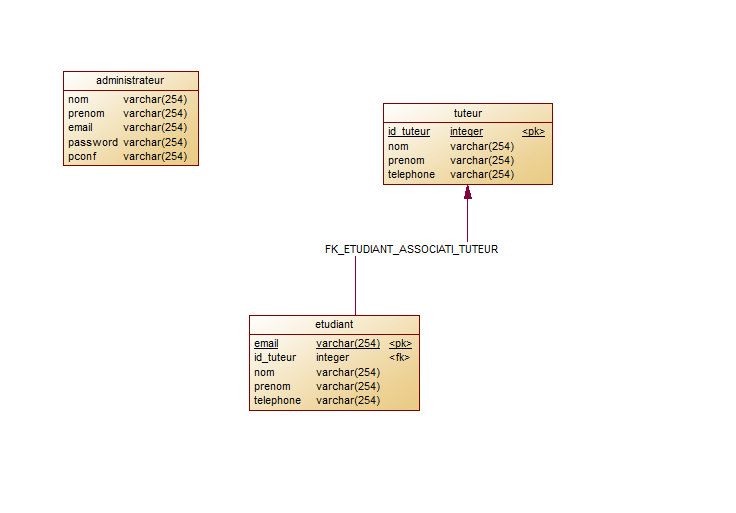 administrateur
nom varchar(254)
prenom varchar(254)
email varchar(254)
password varchar(254)
pconf varchar(254)
tuteur
id_tuteur integer <pk>
nom varchar(254)
prenom varchar(254)
telephone varchar(254)
FK_ETUDIANT_ASSOCIATI_TUTEUR
etudiant
email varchar(254) <pk>
id_tuteur integer <fk>
nom varchar(254)
prenom varchar(254)
telephone varchar(254)